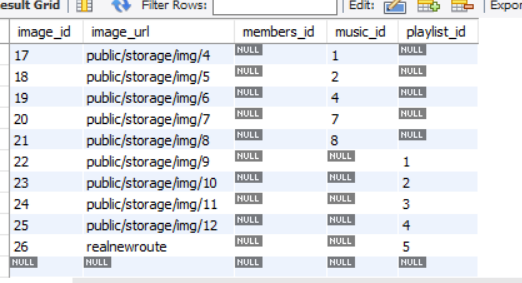 esult Grid | Filter Rows: | Edit: | Expor
image_id image_url members_id music_id playlist_id
17 public/storage/img/4 NULL 1 NULL
18 public/storage/img/5 NULL 2 NULL
19 public/storage/img/6 NULL 4 NULL
20 public/storage/img/7 NULL 7 NULL
21 public/storage/img/8 NULL 8 NULL
22 public/storage/img/9 NULL NULL 1
23 public/storage/img/10 NULL NULL 2
24 public/storage/img/11 NULL NULL 3
25 public/storage/img/12 NULL NULL 4
26 realnewroute NULL NULL 5
NULL NULL NULL NULL NULL